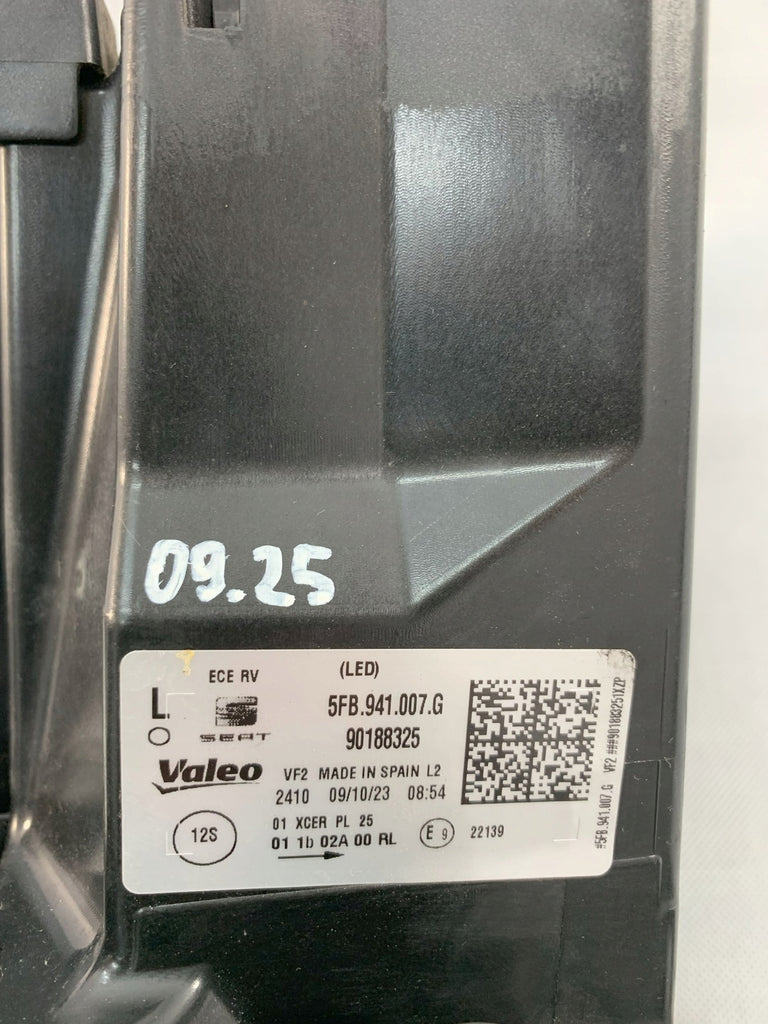 09.25
ECE RV (LED)
L
5FB.941.007.G
SEAT 90188325
Valeo VF2 MADE IN SPAIN L2
2410 09/10/23 08:54
12S 01 XCER PL 25
01 1b 02A 00 RL E 9 22139
#5FB.941.007.G VF2 ###901883251XZP